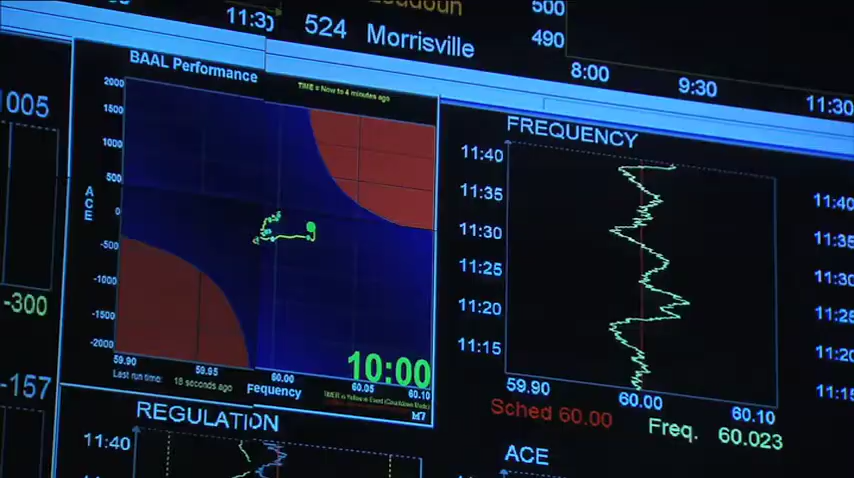 Loudoun
11:30
524 Morrisville
500
490
8:00 9:30 11:30
1005
-300
-157
BAAL Performance
TIME = Now to 4 minutes ago
2000
1500
1000
500
0
-500
-1000
-1500
-2000
ACE
59.90 59.95 60.00 60.05 60.10
10:00
Last run time: 18 seconds ago
Fequency
M7
FREQUENCY
11:40
11:35
11:30
11:25
11:20
11:15
59.90 60.00 60.10
Sched 60.00
Freq. 60.023
11:40
11:35
11:30
11:25
11:20
11:15
REGULATION
11:40
ACE